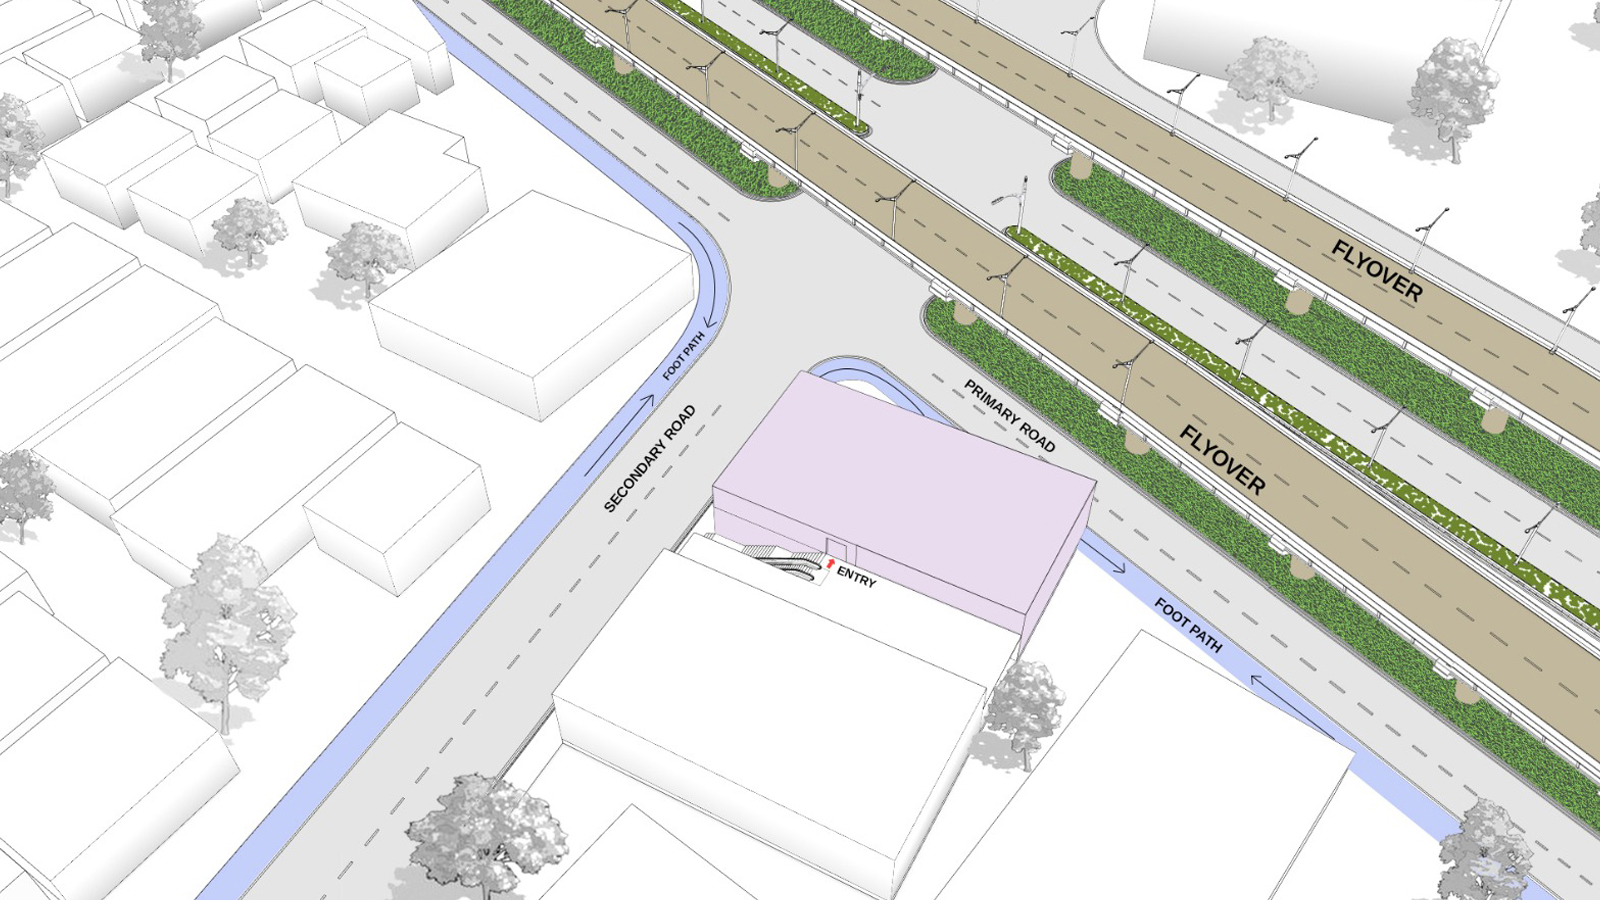 FLYOVER
FOOT PATH
PRIMARY ROAD
SECONDARY ROAD
FLYOVER
ENTRY
FOOT PATH